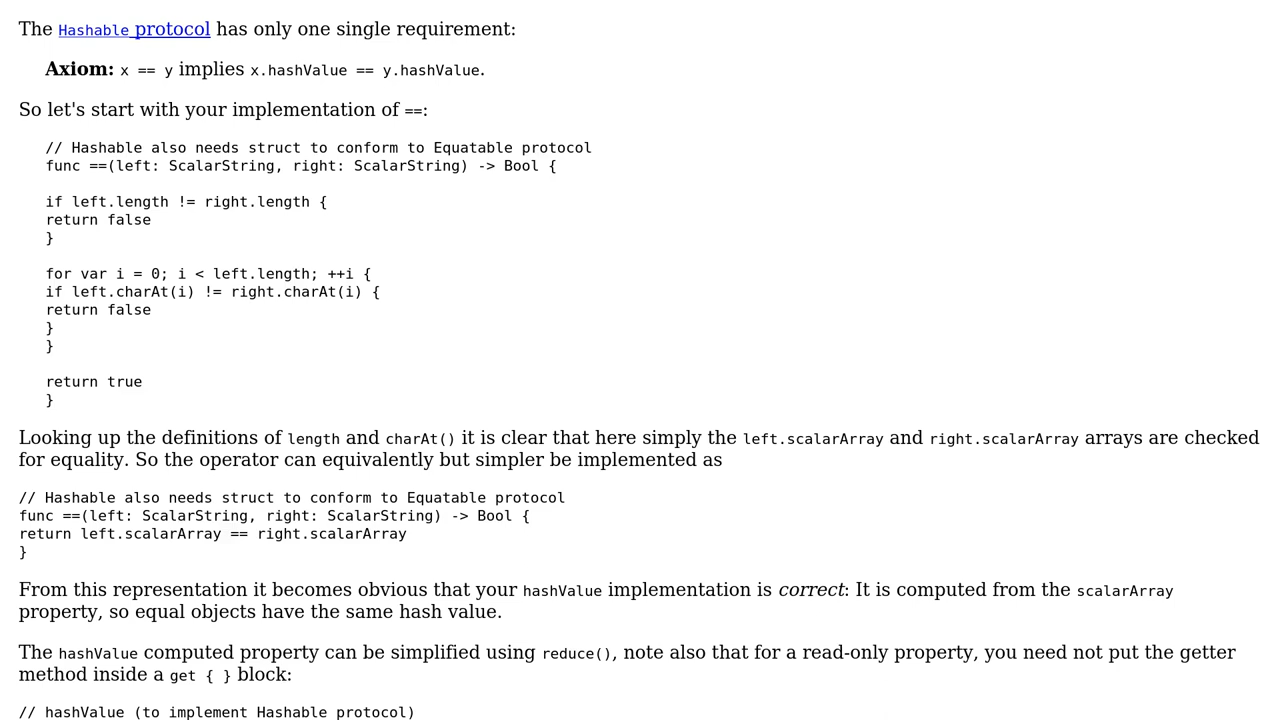 The Hashable protocol has only one single requirement:
Axiom: x == y implies x.hashValue == y.hashValue.
So let's start with your implementation of ==:
// Hashable also needs struct to conform to Equatable protocol
func ==(left: ScalarString, right: ScalarString) -> Bool {
if left.length != right.length {
return false
}
for var i = 0; i < left.length; ++i {
if left.charAt(i) != right.charAt(i) {
return false
}
}
return true
}
Looking up the definitions of length and charAt() it is clear that here simply the left.scalarArray and right.scalarArray arrays are checked
for equality. So the operator can equivalently but simpler be implemented as
// Hashable also needs struct to conform to Equatable protocol
func ==(left: ScalarString, right: ScalarString) -> Bool {
return left.scalarArray == right.scalarArray
}
From this representation it becomes obvious that your hashValue implementation is correct: It is computed from the scalarArray
property, so equal objects have the same hash value.
The hashValue computed property can be simplified using reduce(), note also that for a read-only property, you need not put the getter
method inside a get { } block:
// hashValue (to implement Hashable protocol)